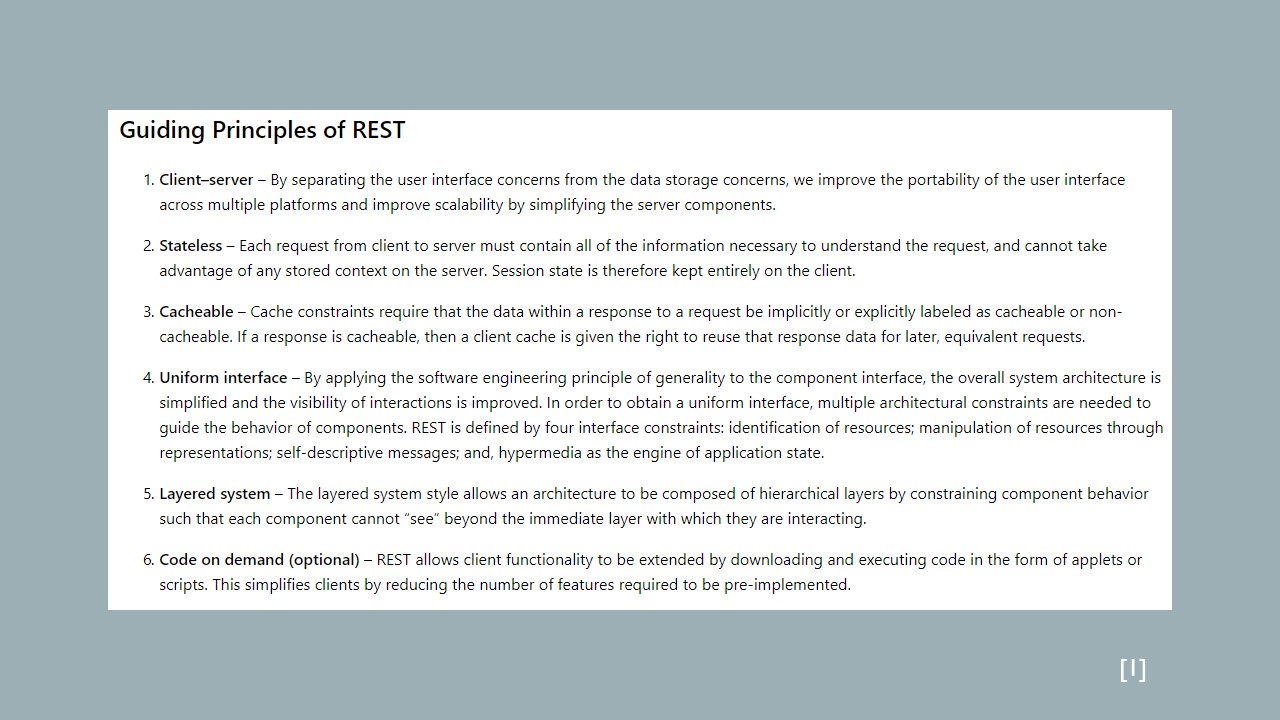 Guiding Principles of REST
1. Client–server – By separating the user interface concerns from the data storage concerns, we improve the portability of the user interface
across multiple platforms and improve scalability by simplifying the server components.
2. Stateless – Each request from client to server must contain all of the information necessary to understand the request, and cannot take
advantage of any stored context on the server. Session state is therefore kept entirely on the client.
3. Cacheable – Cache constraints require that the data within a response to a request be implicitly or explicitly labeled as cacheable or non-
cacheable. If a response is cacheable, then a client cache is given the right to reuse that response data for later, equivalent requests.
4. Uniform interface – By applying the software engineering principle of generality to the component interface, the overall system architecture is
simplified and the visibility of interactions is improved. In order to obtain a uniform interface, multiple architectural constraints are needed to
guide the behavior of components. REST is defined by four interface constraints: identification of resources; manipulation of resources through
representations; self-descriptive messages; and, hypermedia as the engine of application state.
5. Layered system – The layered system style allows an architecture to be composed of hierarchical layers by constraining component behavior
such that each component cannot “see” beyond the immediate layer with which they are interacting.
6. Code on demand (optional) – REST allows client functionality to be extended by downloading and executing code in the form of applets or
scripts. This simplifies clients by reducing the number of features required to be pre-implemented.
[I]